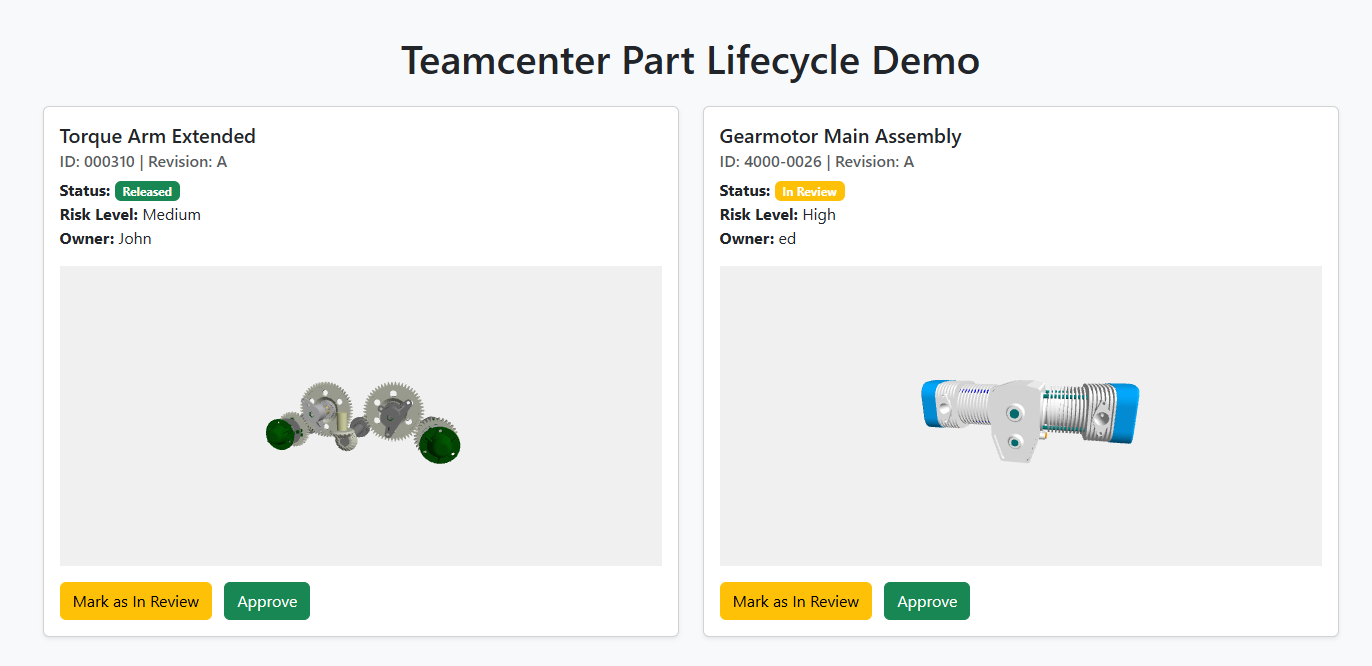 Teamcenter Part Lifecycle Demo
Torque Arm Extended
ID: 000310 | Revision: A
Status: Released
Risk Level: Medium
Owner: John
Mark as In Review
Approve
Gearmotor Main Assembly
ID: 4000-0026 | Revision: A
Status: In Review
Risk Level: High
Owner: ed
Mark as In Review
Approve